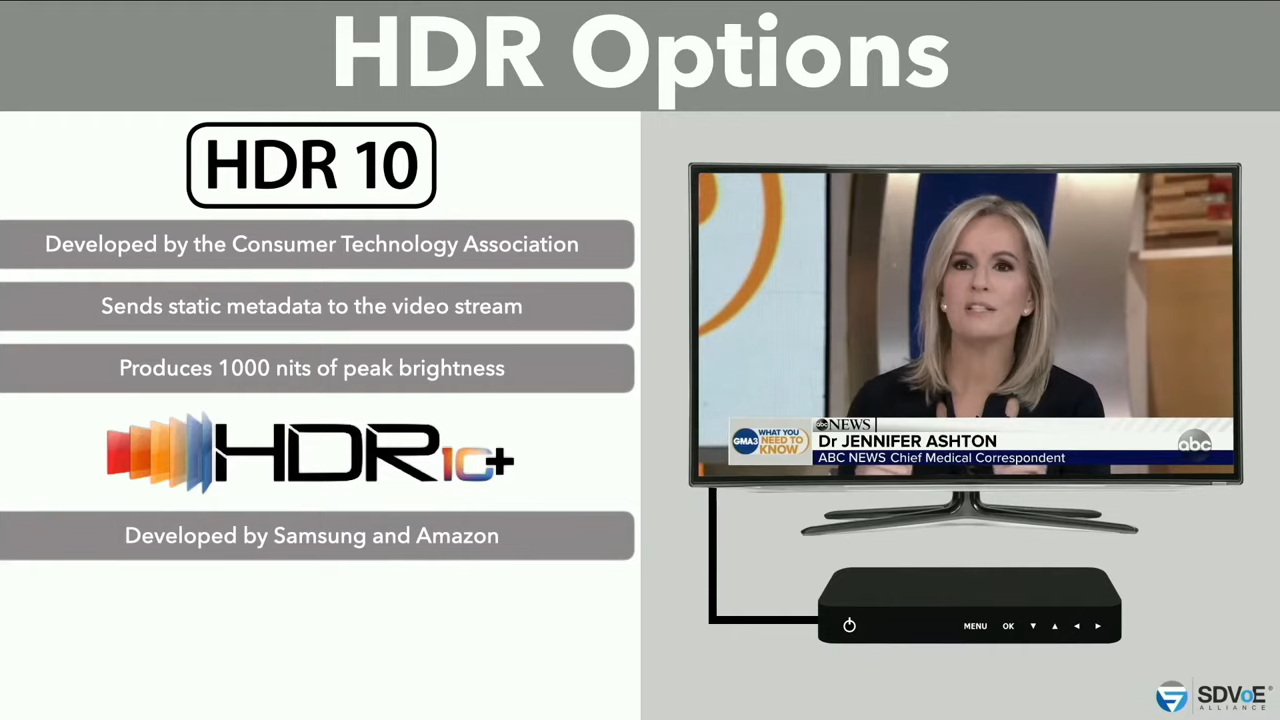 HDR Options
HDR 10
Developed by the Consumer Technology Association
Sends static metadata to the video stream
Produces 1000 nits of peak brightness
HDR10+
Developed by Samsung and Amazon
GMA3
WHAT YOU
NEED TO
KNOW
abc NEWS
Dr JENNIFER ASHTON
ABC NEWS Chief Medical Correspondent
abc
MENU OK
SDVoE®
ALLIANCE